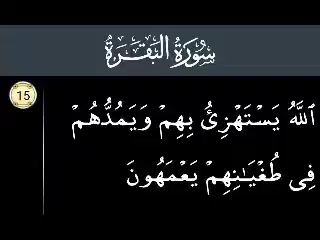 سُورَةُ البَقَرَةِ
15
ٱللَّهُ يَسۡتَهۡزِئُ بِهِمۡ وَيَمُدُّهُمۡ
فِي طُغۡيَٰنِهِمۡ يَعۡمَهُونَ